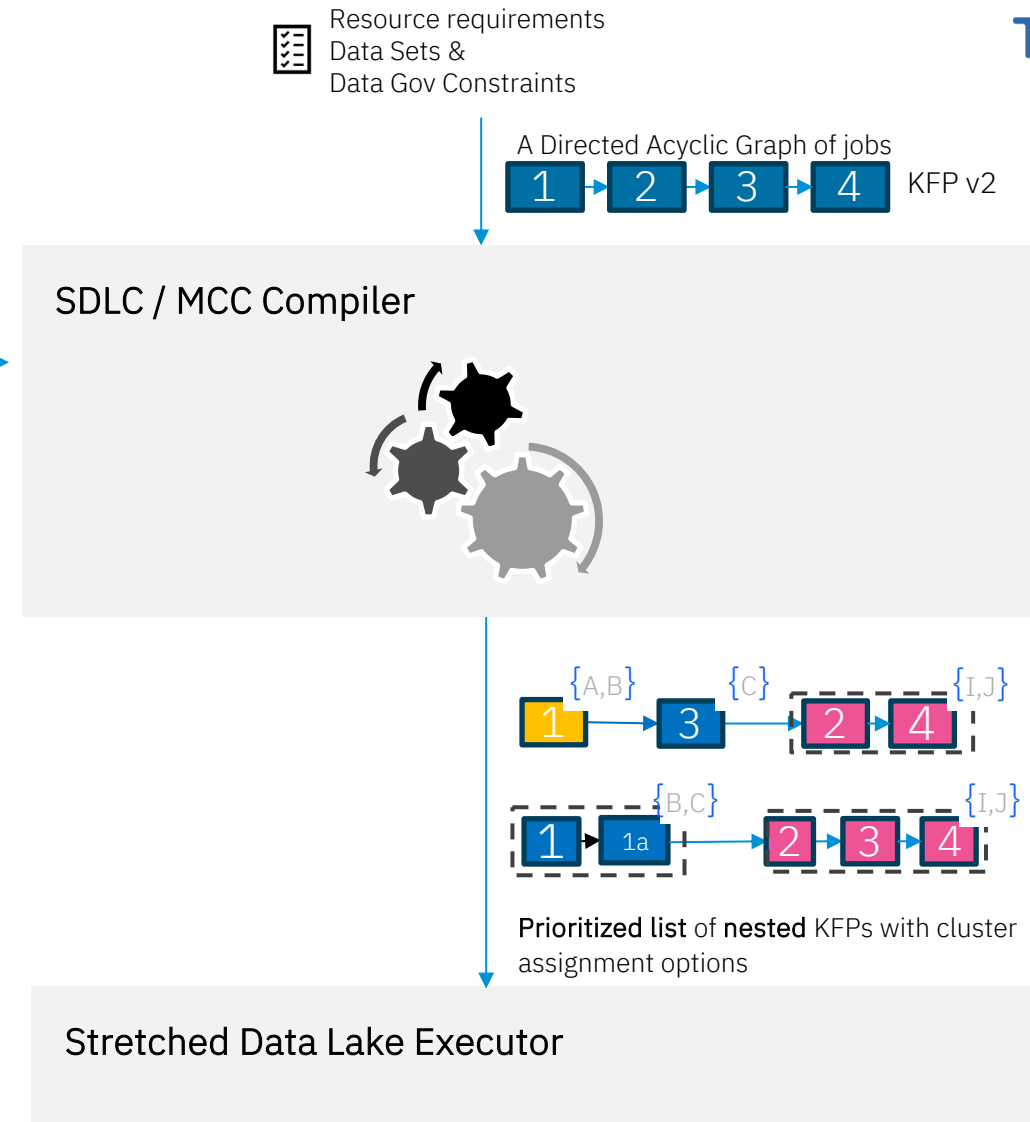 Resource requirements
Data Sets &
Data Gov Constraints
A Directed Acyclic Graph of jobs
1 2 3 4 KFP v2
SDLC / MCC Compiler
{A,B} {C} {I,J}
1 3 2 4
{B,C} {I,J}
1 1a 2 3 4
Prioritized list of nested KFPs with cluster
assignment options
Stretched Data Lake Executor